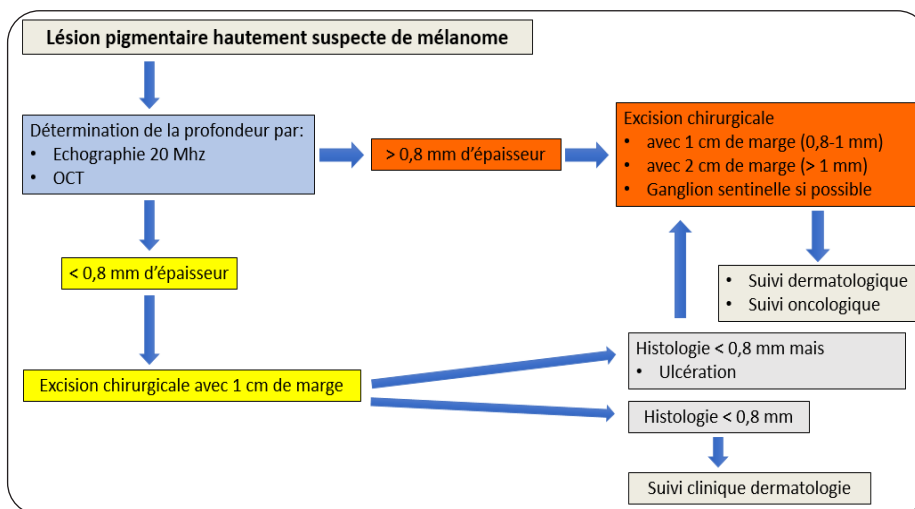 Lésion pigmentaire hautement suspecte de mélanome
Détermination de la profondeur par:
• Echographie 20 Mhz
• OCT
> 0,8 mm d'épaisseur
Excision chirurgicale
• avec 1 cm de marge (0,8-1 mm)
• avec 2 cm de marge (> 1 mm)
• Ganglion sentinelle si possible
< 0,8 mm d'épaisseur
• Suivi dermatologique
• Suivi oncologique
Excision chirurgicale avec 1 cm de marge
Histologie < 0,8 mm mais
• Ulcération
Histologie < 0,8 mm
Suivi clinique dermatologie